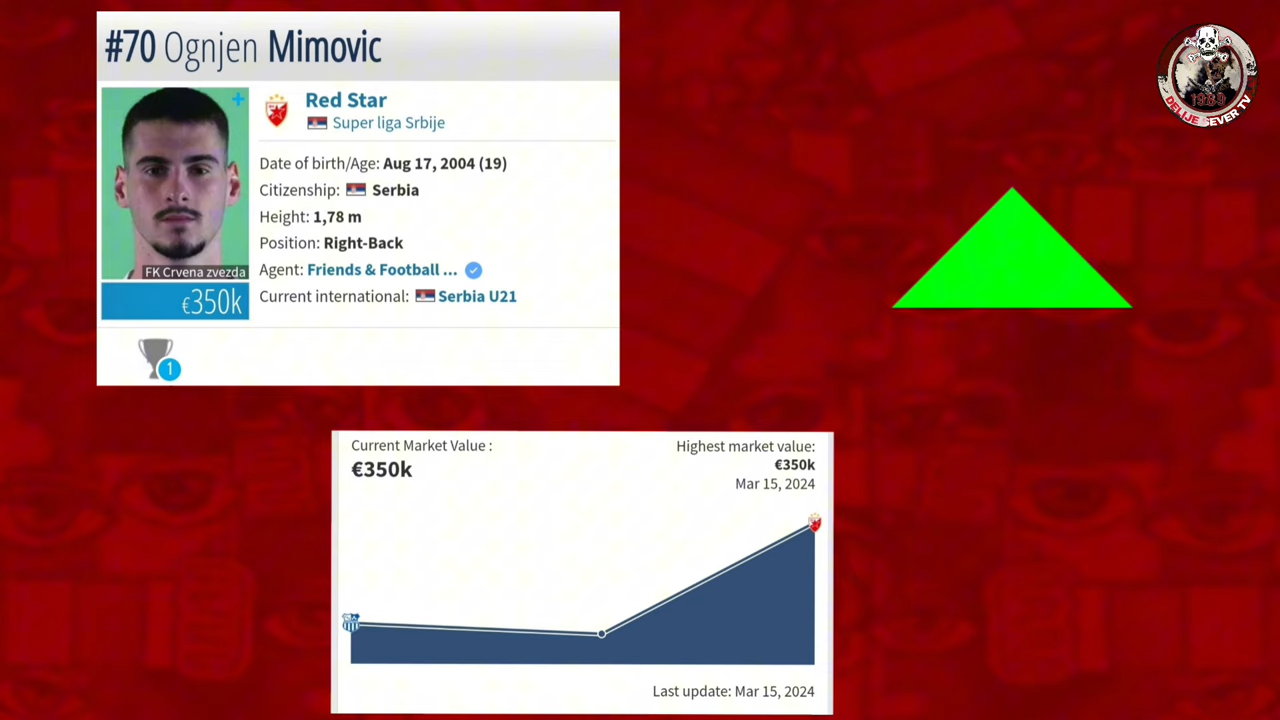 #70 Ognjen Mimovic
Red Star
Super liga Srbije
Date of birth/Age: Aug 17, 2004 (19)
Citizenship: Serbia
Height: 1,78 m
Position: Right-Back
Agent: Friends & Football ...
Current international: Serbia U21
FK Crvena zvezda
€350k
1
1989
DELIJE SEVER TV
Current Market Value :
€350k
Highest market value:
€350k
Mar 15, 2024
Last update: Mar 15, 2024